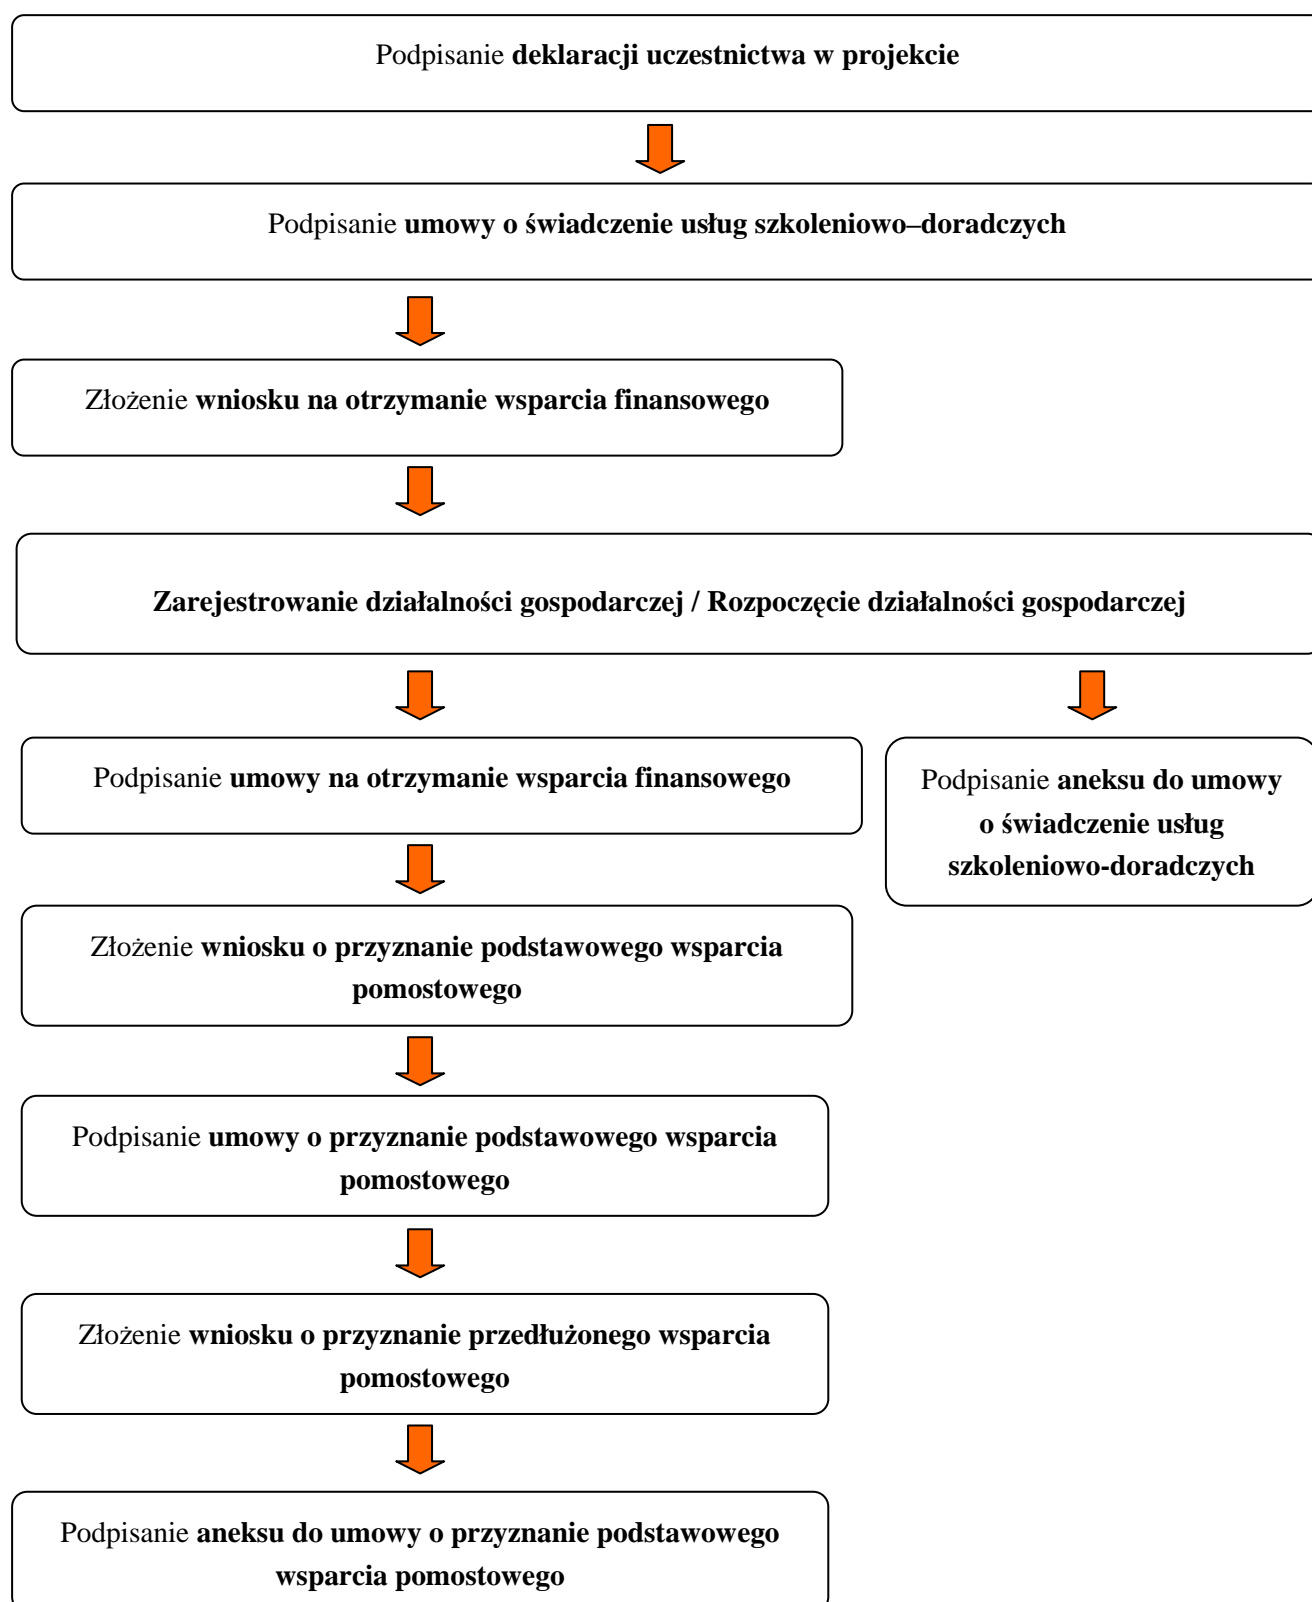 Podpisanie deklaracji uczestnictwa w projekcie
Podpisanie umowy o świadczenie usług szkoleniowo–doradczych
Złożenie wniosku na otrzymanie wsparcia finansowego
Zarejestrowanie działalności gospodarczej / Rozpoczęcie działalności gospodarczej
Podpisanie umowy na otrzymanie wsparcia finansowego
Podpisanie aneksu do umowy
o świadczenie usług
szkoleniowo-doradczych
Złożenie wniosku o przyznanie podstawowego wsparcia
pomostowego
Podpisanie umowy o przyznanie podstawowego wsparcia
pomostowego
Złożenie wniosku o przyznanie przedłużonego wsparcia
pomostowego
Podpisanie aneksu do umowy o przyznanie podstawowego
wsparcia pomostowego